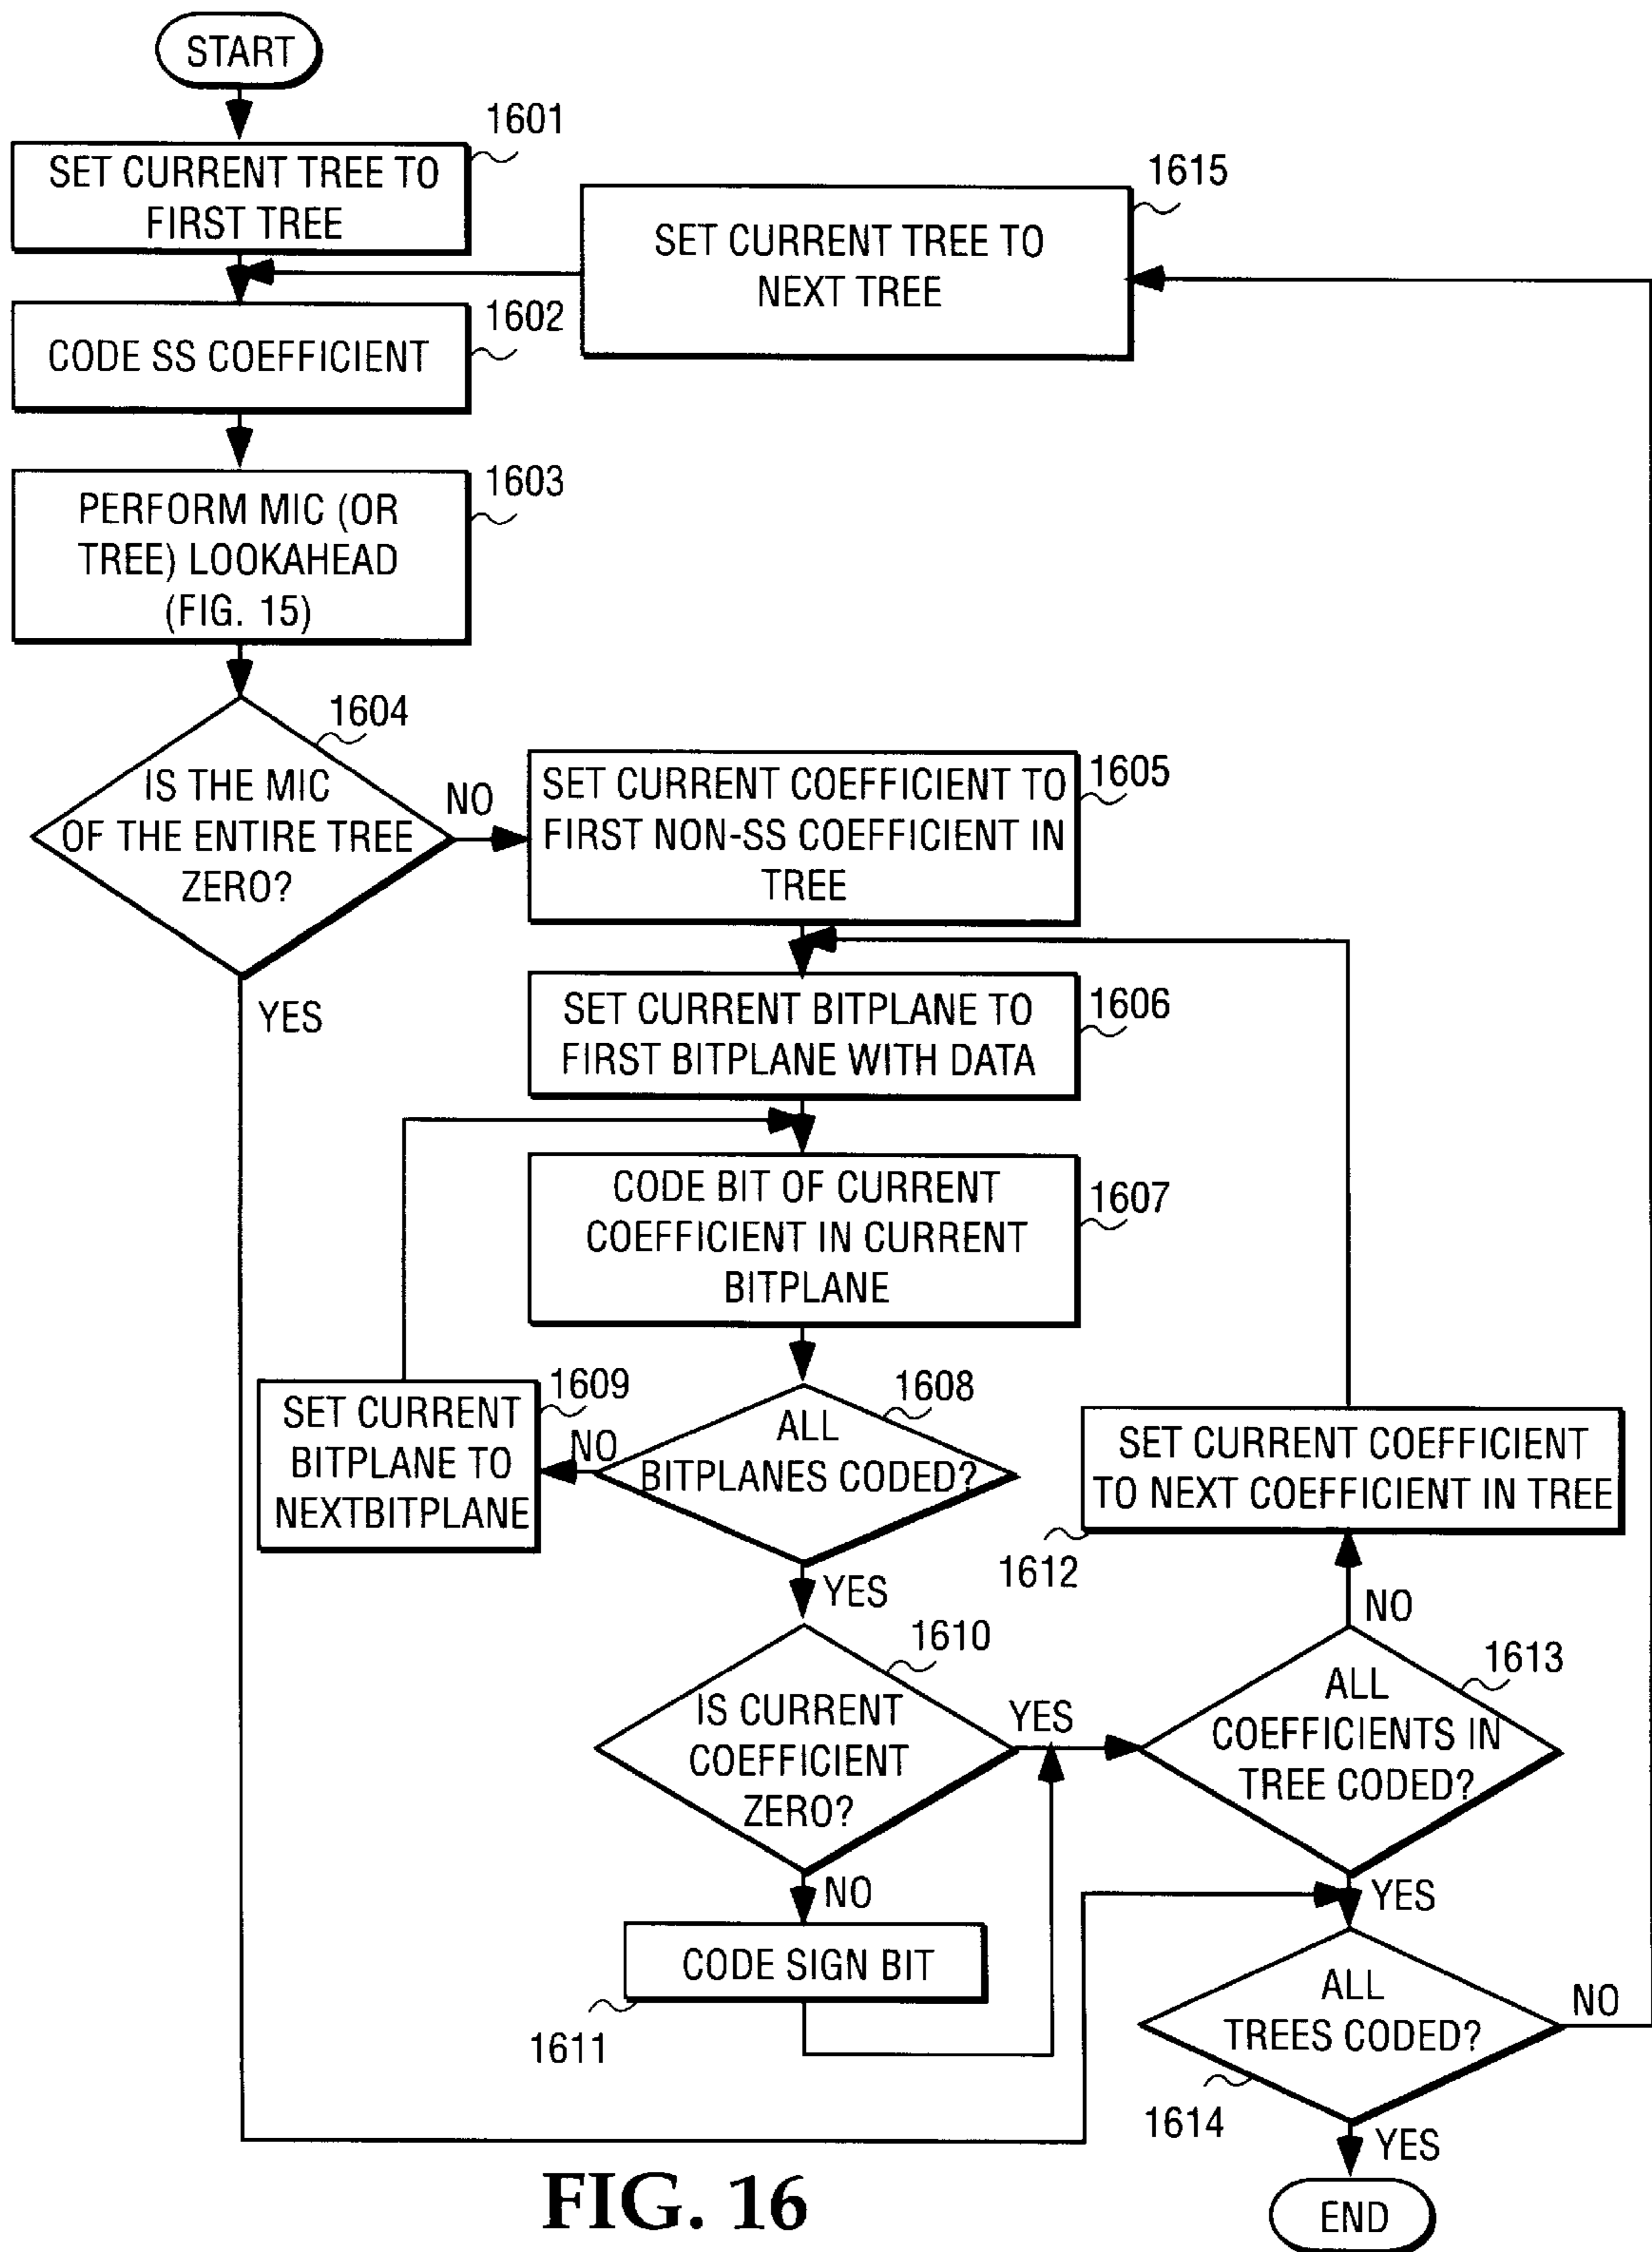 START
1601
SET CURRENT TREE TO
FIRST TREE
1615
SET CURRENT TREE TO
NEXT TREE
1602
CODE SS COEFFICIENT
1603
PERFORM MIC (OR
TREE) LOOKAHEAD
(FIG. 15)
1604
IS THE MIC
OF THE ENTIRE TREE
ZERO?
NO
YES
1605
SET CURRENT COEFFICIENT TO
FIRST NON-SS COEFFICIENT IN
TREE
1606
SET CURRENT BITPLANE TO
FIRST BITPLANE WITH DATA
1607
CODE BIT OF CURRENT
COEFFICIENT IN CURRENT
BITPLANE
1609
SET CURRENT
BITPLANE TO
NEXTBITPLANE
NO
1608
ALL
BITPLANES CODED?
YES
SET CURRENT COEFFICIENT
TO NEXT COEFFICIENT IN TREE
1612
NO
1610
IS CURRENT
COEFFICIENT
ZERO?
YES
NO
1613
ALL
COEFFICIENTS IN
TREE CODED?
YES
CODE SIGN BIT
1611
ALL
TREES CODED?
NO
1614
YES
END
FIG. 16